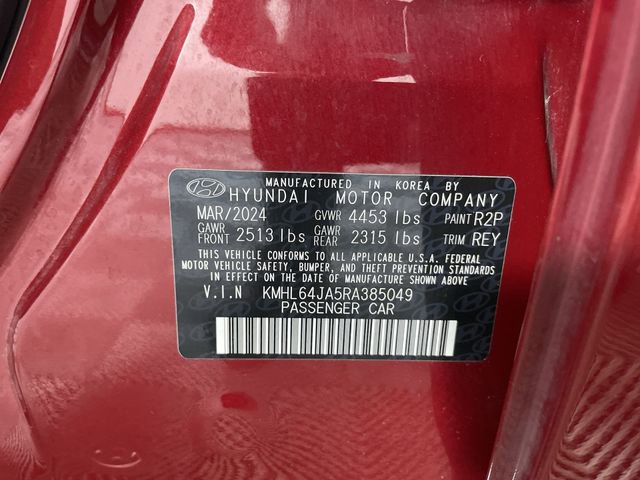 MANUFACTURED IN KOREA BY
HYUNDAI MOTOR COMPANY
MAR/2024 GVWR 4453 lbs PAINT R2P
GAWR FRONT 2513 lbs GAWR REAR 2315 lbs TRIM REY
THIS VEHICLE CONFORMS TO ALL APPLICABLE U.S.A. FEDERAL
MOTOR VEHICLE SAFETY, BUMPER, AND THEFT PREVENTION STANDARDS
IN EFFECT ON THE DATE OF MANUFACTURE SHOWN ABOVE
V.I.N KMHL64JA5RA385049
PASSENGER CAR